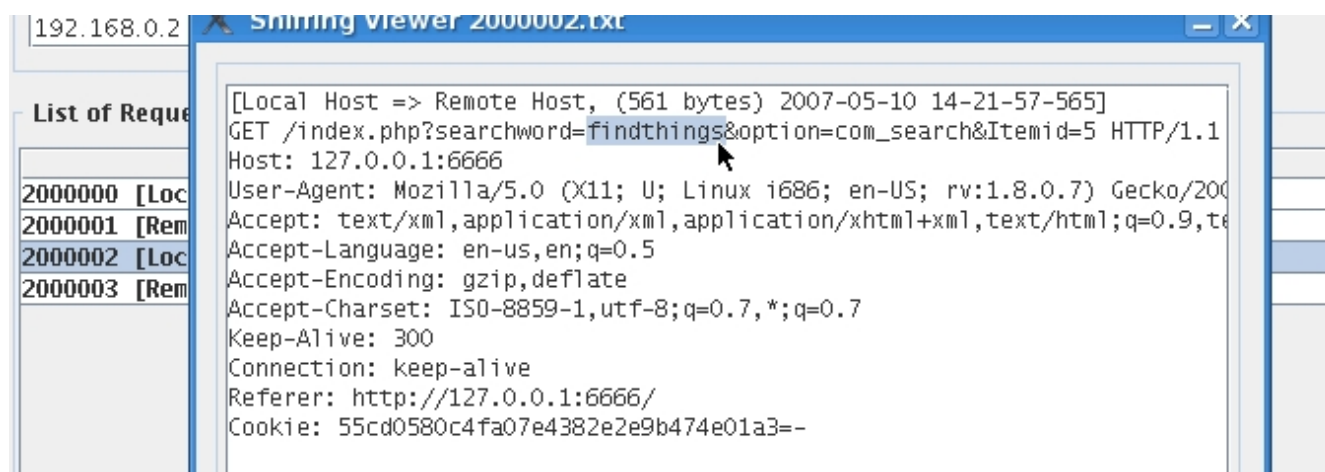 192.168.0.2
Sniffing Viewer 2000002.txt
List of Reque
[Local Host => Remote Host, (561 bytes) 2007-05-10 14-21-57-565]
GET /index.php?searchword=findthings&option=com_search&Itemid=5 HTTP/1.1
Host: 127.0.0.1:6666
User-Agent: Mozilla/5.0 (X11; U; Linux i686; en-US; rv:1.8.0.7) Gecko/200
Accept: text/xml,application/xml,application/xhtml+xml,text/html;q=0.9,te
Accept-Language: en-us,en;q=0.5
Accept-Encoding: gzip,deflate
Accept-Charset: ISO-8859-1,utf-8;q=0.7,*;q=0.7
Keep-Alive: 300
Connection: keep-alive
Referer: http://127.0.0.1:6666/
Cookie: 55cd0580c4fa07e4382e2e9b474e01a3=-
2000000 [Loc
2000001 [Rem
2000002 [Loc
2000003 [Rem